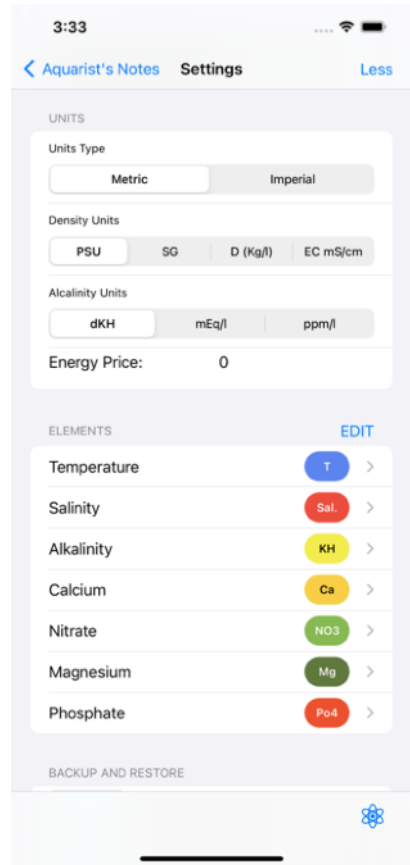 3:33
Aquarist's Notes Settings Less
UNITS
Units Type
Metric Imperial
Density Units
PSU SG D (Kg/l) EC mS/cm
Alcalinity Units
dKH mEq/l ppm/l
Energy Price: 0
ELEMENTS EDIT
Temperature T
Salinity Sal.
Alkalinity KH
Calcium Ca
Nitrate NO3
Magnesium Mg
Phosphate Po4
BACKUP AND RESTORE